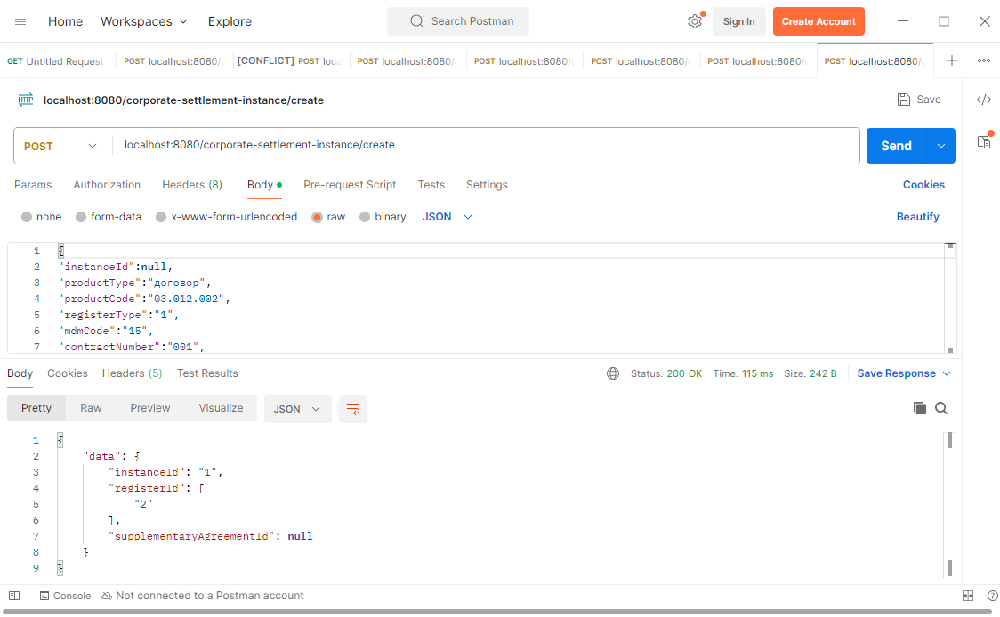 Home Workspaces Explore Search Postman Sign In Create Account
GET Untitled Request POST localhost:8080/ [CONFLICT] POST loca POST localhost:8080/ POST localhost:8080/ POST localhost:8080/ POST localhost:8080/ POST localhost:8080/
HTTP localhost:8080/corporate-settlement-instance/create Save
POST localhost:8080/corporate-settlement-instance/create Send
Params Authorization Headers (8) Body Pre-request Script Tests Settings Cookies
none form-data x-www-form-urlencoded raw binary JSON Beautify
1 {
2 "instanceId":null,
3 "productType":"договор",
4 "productCode":"03.012.002",
5 "registerType":"1",
6 "mdmCode":"15",
7 "contractNumber":"001",
Body Cookies Headers (5) Test Results Status: 200 OK Time: 115 ms Size: 242 B Save Response
Pretty Raw Preview Visualize JSON
1 {
2 "data": {
3 "instanceId": "1",
4 "registerId": [
5 "2"
6 ],
7 "supplementaryAgreementId": null
8 }
9 }
Console Not connected to a Postman account